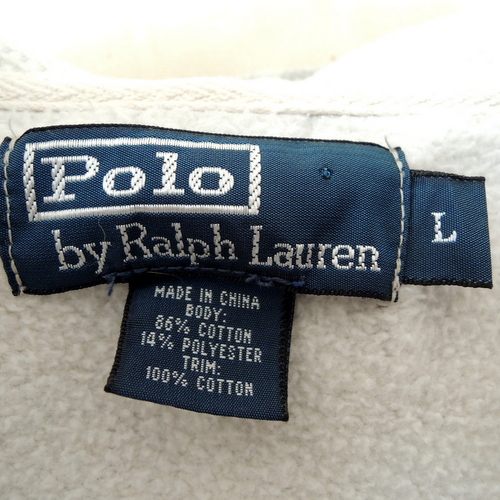 Polo
by Ralph Lauren
L
MADE IN CHINA
BODY:
86% COTTON
14% POLYESTER
TRIM:
100% COTTON